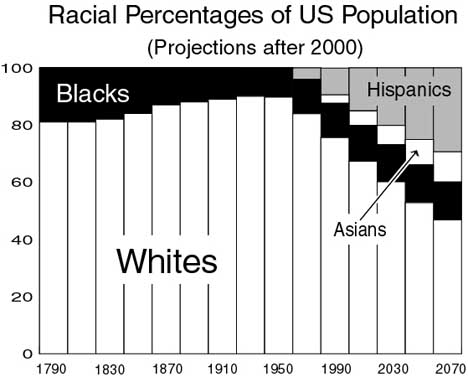 Racial Percentages of US Population
(Projections after 2000)
100
80
60
40
20
0
Blacks
Hispanics
Asians
Whites
1790 1830 1870 1910 1950 1990 2030 2070